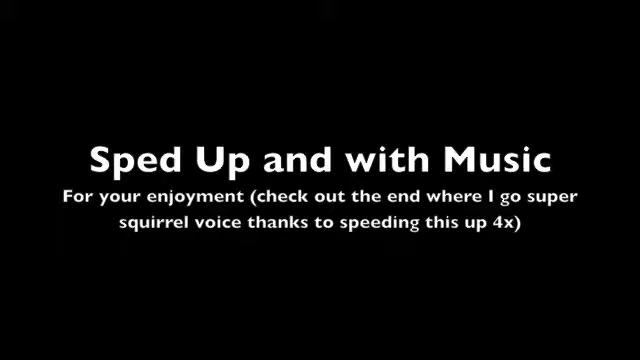 Sped Up and with Music
For your enjoyment (check out the end where I go super
squirrel voice thanks to speeding this up 4x)